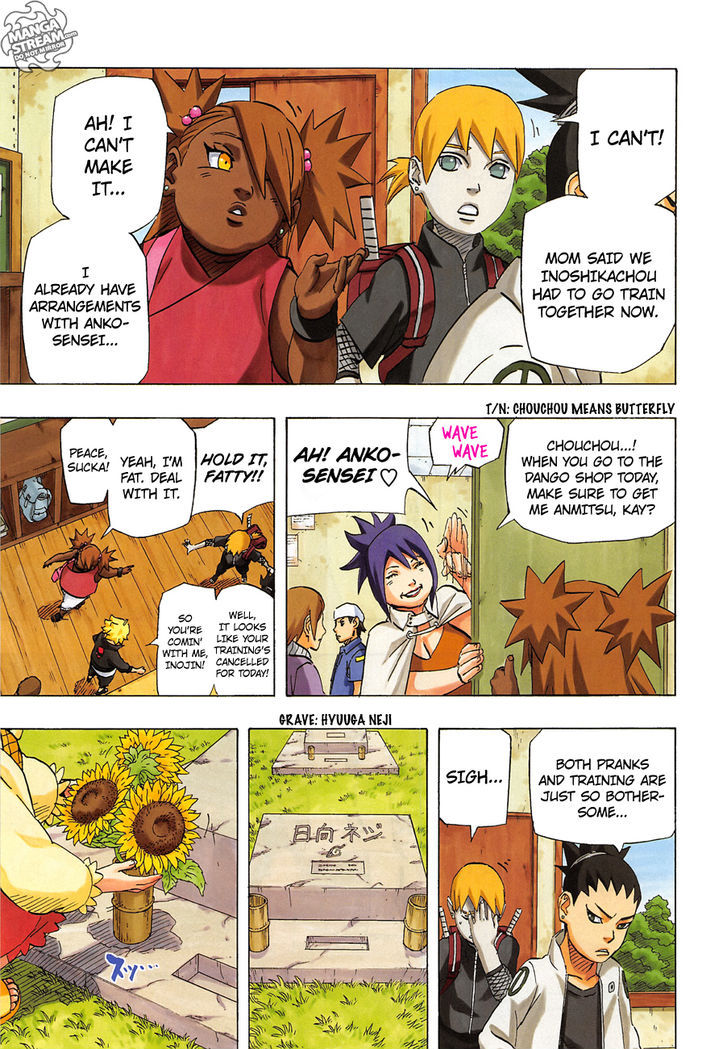 MANGA
STREAM.com
DO NOT MIRROR
I CAN'T!
MOM SAID WE
INOSHIKACHOU
HAD TO GO TRAIN
TOGETHER NOW.
AH! I
CAN'T
MAKE
IT...
I
ALREADY HAVE
ARRANGEMENTS
WITH ANKO-
SENSEI...
T/N: CHOUCHOU MEANS BUTTERFLY
CHOUCHOU...!
WHEN YOU GO TO THE
DANGO SHOP TODAY,
MAKE SURE TO GET
ME ANMITSU, KAY?
WAVE
WAVE
AH! ANKO-
SENSEI♡
HOLD IT,
FATTY!!
YEAH, I'M
FAT. DEAL
WITH IT.
PEACE,
SUCKA!
WELL,
IT LOOKS
LIKE YOUR
TRAINING'S
CANCELLED
FOR TODAY!
SO
YOU'RE
COMIN'
WITH ME,
INOJIN!
BOTH PRANKS
AND TRAINING ARE
JUST SO BOTHER-
SOME...
SIGH...
GRAVE: HYUUGA NEJI
日向ネジ
スッ…